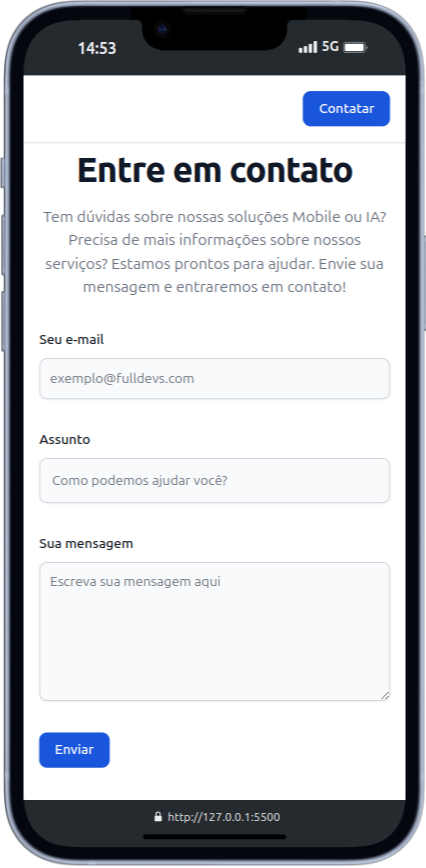 14:53
5G
Contatar
Entre em contato
Tem dúvidas sobre nossas soluções Mobile ou IA?
Precisa de mais informações sobre nossos
serviços? Estamos prontos para ajudar. Envie sua
mensagem e entraremos em contato!
Seu e-mail
exemplo@fulldevs.com
Assunto
Como podemos ajudar você?
Sua mensagem
Escreva sua mensagem aqui
Enviar
http://127.0.0.1:5500